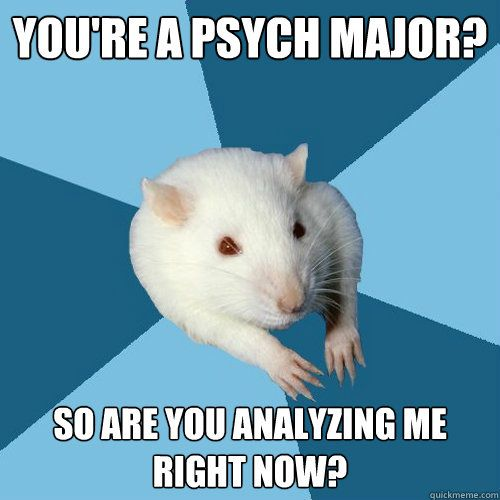 YOU'RE A PSYCH MAJOR?
SO ARE YOU ANALYZING ME
RIGHT NOW?
quickmeme.com